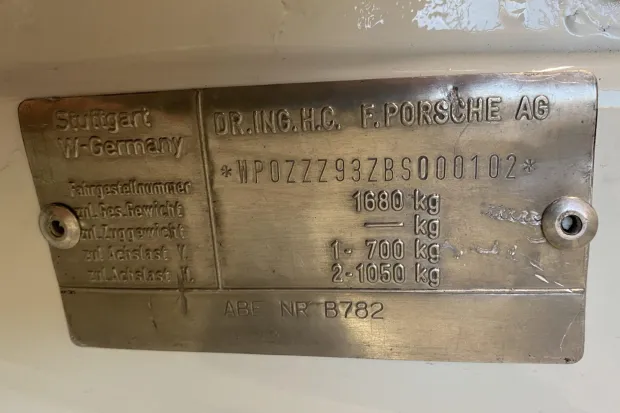 Stuttgart
W-Germany
DR.ING.H.C. F.PORSCHE AG
*WP0ZZZ93ZBS000102*
Fahrgestellnummer
zul. Ges. Gewicht 1680 kg
zul. Zuggewicht — kg
zul. Achslast V. 1- 700 kg
zul. Achslast H. 2-1050 kg
ABE NR B782